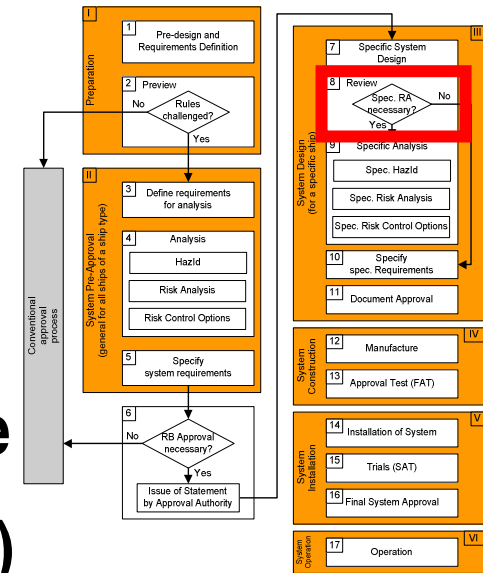 I
1
Pre-design and
Requirements Definition
Preparation
2
Preview
Rules
challenged?
No
Yes
II
System Pre-Approval
(general for all ships of a ship type)
3
Define requirements
for analysis
4
Analysis
HazId
Risk Analysis
Risk Control Options
5
Specify
system requirements
Conventional
approval
process
6
RB Approval
necessary?
No
Yes
Issue of Statement
by Approval Authority
e
)
III
System Design
(for a specific ship)
7
Specific System
Design
8
Review
Spec. RA
necessary?
No
Yes
9
Specific Analysis
Spec. HazId
Spec. Risk Analysis
Spec. Risk Control Options
10
Specify
spec. Requirements
11
Document Approval
IV
System
Construction
12
Manufacture
13
Approval Test (FAT)
V
System
Installation
14
Installation of System
15
Trials (SAT)
16
Final System Approval
VI
System
Operation
17
Operation